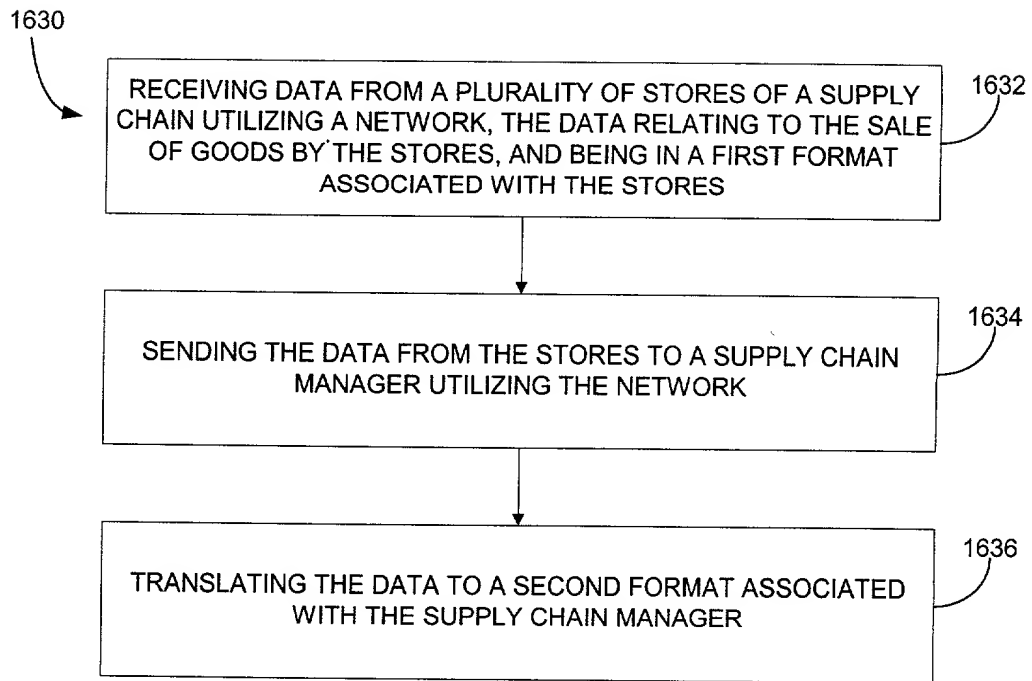 1630
RECEIVING DATA FROM A PLURALITY OF STORES OF A SUPPLY
CHAIN UTILIZING A NETWORK, THE DATA RELATING TO THE SALE
OF GOODS BY THE STORES, AND BEING IN A FIRST FORMAT
ASSOCIATED WITH THE STORES
1632
SENDING THE DATA FROM THE STORES TO A SUPPLY CHAIN
MANAGER UTILIZING THE NETWORK
1634
TRANSLATING THE DATA TO A SECOND FORMAT ASSOCIATED
WITH THE SUPPLY CHAIN MANAGER
1636